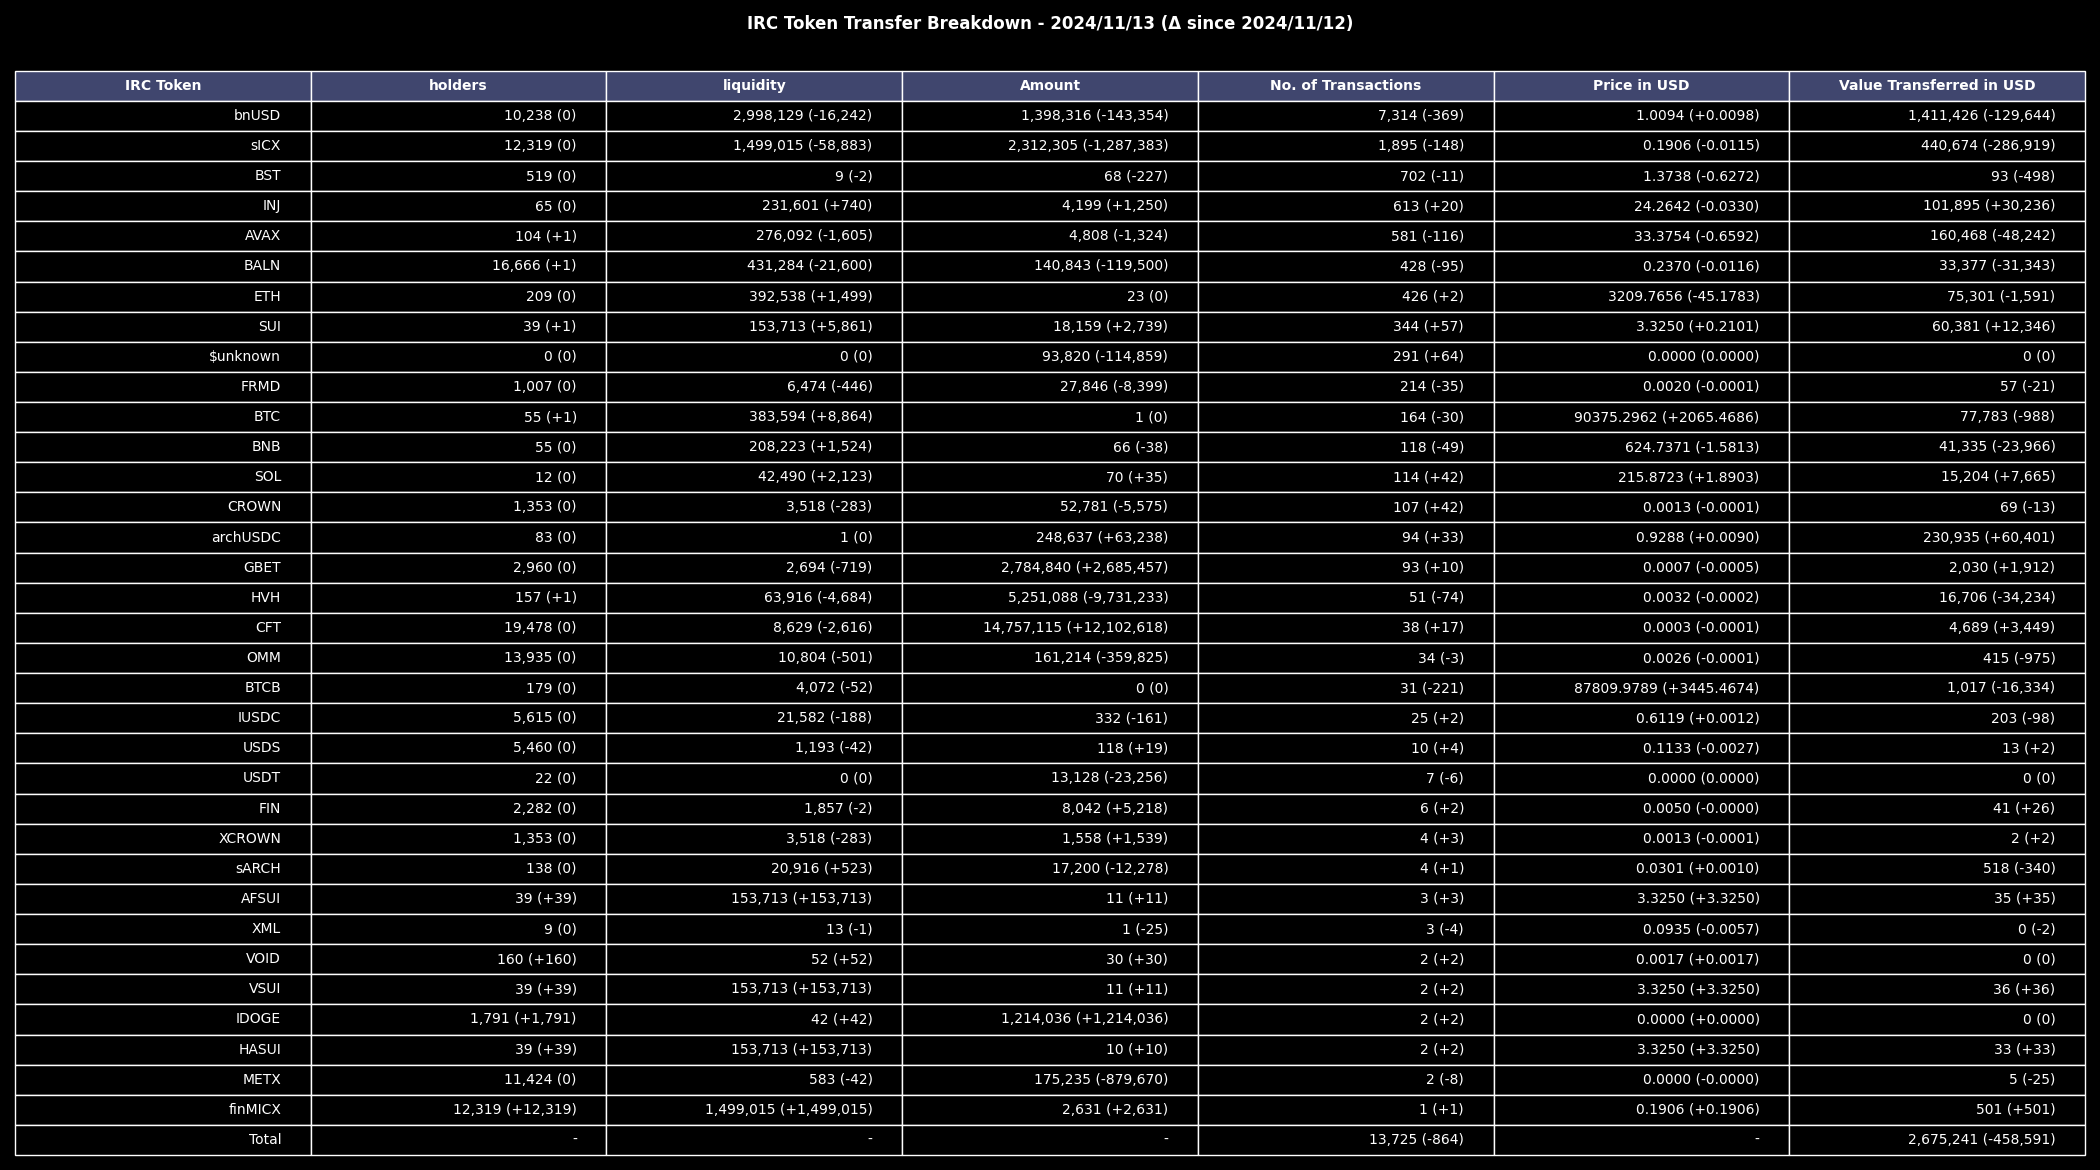 IRC Token Transfer Breakdown - 2024/11/13 (Δ since 2024/11/12)
IRC Token holders liquidity Amount No. of Transactions Price in USD Value Transferred in USD
bnUSD 10,238 (0) 2,998,129 (-16,242) 1,398,316 (-143,354) 7,314 (-369) 1.0094 (+0.0098) 1,411,426 (-129,644)
sICX 12,319 (0) 1,499,015 (-58,883) 2,312,305 (-1,287,383) 1,895 (-148) 0.1906 (-0.0115) 440,674 (-286,919)
BST 519 (0) 9 (-2) 68 (-227) 702 (-11) 1.3738 (-0.6272) 93 (-498)
INJ 65 (0) 231,601 (+740) 4,199 (+1,250) 613 (+20) 24.2642 (-0.0330) 101,895 (+30,236)
AVAX 104 (+1) 276,092 (-1,605) 4,808 (-1,324) 581 (-116) 33.3754 (-0.6592) 160,468 (-48,242)
BALN 16,666 (+1) 431,284 (-21,600) 140,843 (-119,500) 428 (-95) 0.2370 (-0.0116) 33,377 (-31,343)
ETH 209 (0) 392,538 (+1,499) 23 (0) 426 (+2) 3209.7656 (-45.1783) 75,301 (-1,591)
SUI 39 (+1) 153,713 (+5,861) 18,159 (+2,739) 344 (+57) 3.3250 (+0.2101) 60,381 (+12,346)
$unknown 0 (0) 0 (0) 93,820 (-114,859) 291 (+64) 0.0000 (0.0000) 0 (0)
FRMD 1,007 (0) 6,474 (-446) 27,846 (-8,399) 214 (-35) 0.0020 (-0.0001) 57 (-21)
BTC 55 (+1) 383,594 (+8,864) 1 (0) 164 (-30) 90375.2962 (+2065.4686) 77,783 (-988)
BNB 55 (0) 208,223 (+1,524) 66 (-38) 118 (-49) 624.7371 (-1.5813) 41,335 (-23,966)
SOL 12 (0) 42,490 (+2,123) 70 (+35) 114 (+42) 215.8723 (+1.8903) 15,204 (+7,665)
CROWN 1,353 (0) 3,518 (-283) 52,781 (-5,575) 107 (+42) 0.0013 (-0.0001) 69 (-13)
archUSDC 83 (0) 1 (0) 248,637 (+63,238) 94 (+33) 0.9288 (+0.0090) 230,935 (+60,401)
GBET 2,960 (0) 2,694 (-719) 2,784,840 (+2,685,457) 93 (+10) 0.0007 (-0.0005) 2,030 (+1,912)
HVH 157 (+1) 63,916 (-4,684) 5,251,088 (-9,731,233) 51 (-74) 0.0032 (-0.0002) 16,706 (-34,234)
CFT 19,478 (0) 8,629 (-2,616) 14,757,115 (+12,102,618) 38 (+17) 0.0003 (-0.0001) 4,689 (+3,449)
OMM 13,935 (0) 10,804 (-501) 161,214 (-359,825) 34 (-3) 0.0026 (-0.0001) 415 (-975)
BTCB 179 (0) 4,072 (-52) 0 (0) 31 (-221) 87809.9789 (+3445.4674) 1,017 (-16,334)
IUSDC 5,615 (0) 21,582 (-188) 332 (-161) 25 (+2) 0.6119 (+0.0012) 203 (-98)
USDS 5,460 (0) 1,193 (-42) 118 (+19) 10 (+4) 0.1133 (-0.0027) 13 (+2)
USDT 22 (0) 0 (0) 13,128 (-23,256) 7 (-6) 0.0000 (0.0000) 0 (0)
FIN 2,282 (0) 1,857 (-2) 8,042 (+5,218) 6 (+2) 0.0050 (-0.0000) 41 (+26)
XCROWN 1,353 (0) 3,518 (-283) 1,558 (+1,539) 4 (+3) 0.0013 (-0.0001) 2 (+2)
sARCH 138 (0) 20,916 (+523) 17,200 (-12,278) 4 (+1) 0.0301 (+0.0010) 518 (-340)
AFSUI 39 (+39) 153,713 (+153,713) 11 (+11) 3 (+3) 3.3250 (+3.3250) 35 (+35)
XML 9 (0) 13 (-1) 1 (-25) 3 (-4) 0.0935 (-0.0057) 0 (-2)
VOID 160 (+160) 52 (+52) 30 (+30) 2 (+2) 0.0017 (+0.0017) 0 (0)
VSUI 39 (+39) 153,713 (+153,713) 11 (+11) 2 (+2) 3.3250 (+3.3250) 36 (+36)
IDOGE 1,791 (+1,791) 42 (+42) 1,214,036 (+1,214,036) 2 (+2) 0.0000 (+0.0000) 0 (0)
HASUI 39 (+39) 153,713 (+153,713) 10 (+10) 2 (+2) 3.3250 (+3.3250) 33 (+33)
METX 11,424 (0) 583 (-42) 175,235 (-879,670) 2 (-8) 0.0000 (-0.0000) 5 (-25)
finMICX 12,319 (+12,319) 1,499,015 (+1,499,015) 2,631 (+2,631) 1 (+1) 0.1906 (+0.1906) 501 (+501)
Total - - - 13,725 (-864) - 2,675,241 (-458,591)